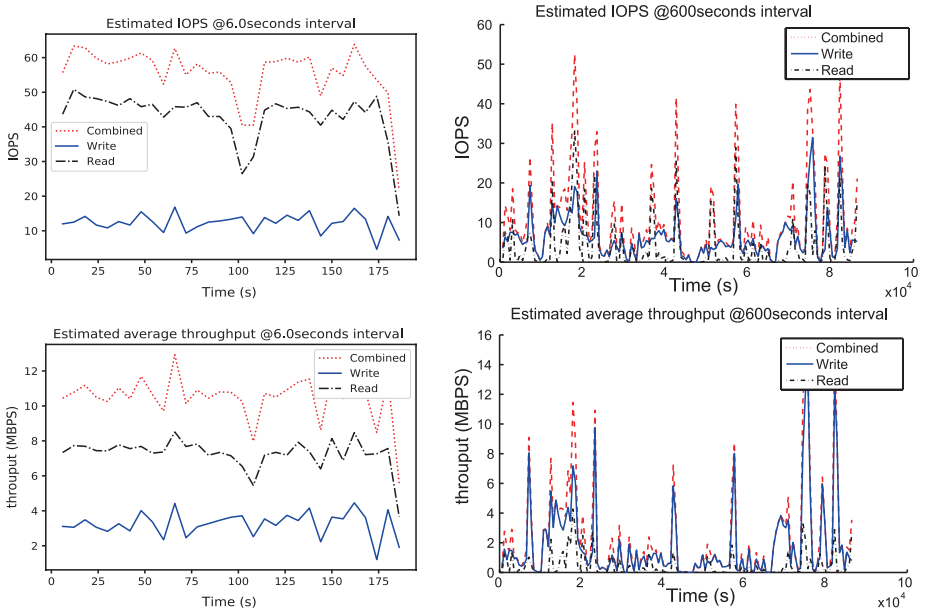 Estimated IOPS @6.0seconds interval
60
50
40
30
20
10
IOPS
Combined
Write
Read
0
25
50
75
100
125
150
175
Time (s)
Estimated IOPS @600seconds interval
60
50
40
30
20
10
0
IOPS
Combined
Write
Read
0
2
4
6
8
10
x10⁴
Time (s)
Estimated average throughput @6.0seconds interval
12
10
8
6
4
2
throuput (MBPS)
Combined
Write
Read
0
25
50
75
100
125
150
175
Time (s)
Estimated average throughput @600seconds interval
16
14
12
10
8
6
4
2
0
throuput (MBPS)
Combined
Write
Read
0
2
4
6
8
10
x10⁴
Time (s)